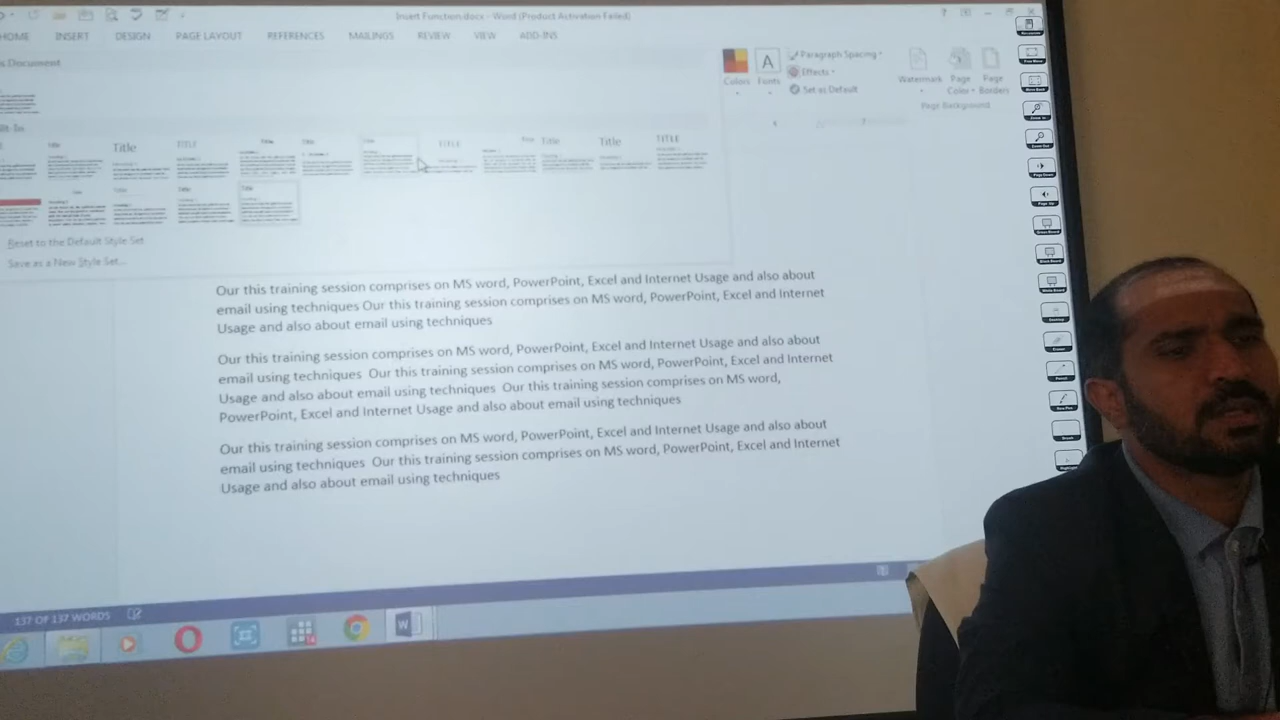 Insert Function.docx - Word (Product Activation Failed)
HOME INSERT DESIGN PAGE LAYOUT REFERENCES MAILINGS REVIEW VIEW ADD-INS
Document
Colors
Fonts
Paragraph Spacing
Effects
Set as Default
Watermark
Page Color
Page Borders
Page Background
Title TITLE Title Title TITLE
Title
Reset to the Default Style Set
Save as a New Style Set...
Our this training session comprises on MS word, PowerPoint, Excel and Internet Usage and also about
email using techniques Our this training session comprises on MS word, PowerPoint, Excel and Internet
Usage and also about email using techniques
Our this training session comprises on MS word, PowerPoint, Excel and Internet Usage and also about
email using techniques Our this training session comprises on MS word, PowerPoint, Excel and Internet
Usage and also about email using techniques Our this training session comprises on MS word,
PowerPoint, Excel and Internet Usage and also about email using techniques
Our this training session comprises on MS word, PowerPoint, Excel and Internet Usage and also about
email using techniques Our this training session comprises on MS word, PowerPoint, Excel and Internet
Usage and also about email using techniques
137 OF 137 WORDS